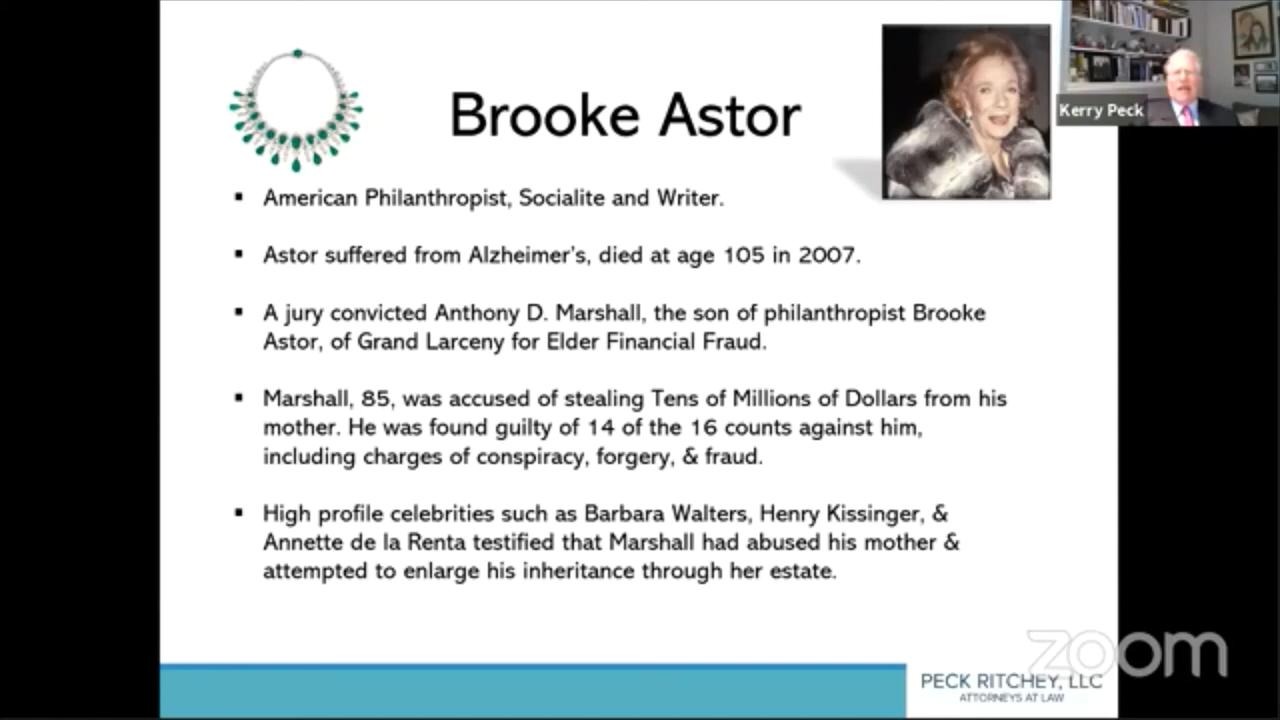 Brooke Astor
Kerry Peck
▪ American Philanthropist, Socialite and Writer.
▪ Astor suffered from Alzheimer's, died at age 105 in 2007.
▪ A jury convicted Anthony D. Marshall, the son of philanthropist Brooke
Astor, of Grand Larceny for Elder Financial Fraud.
▪ Marshall, 85, was accused of stealing Tens of Millions of Dollars from his
mother. He was found guilty of 14 of the 16 counts against him,
including charges of conspiracy, forgery, & fraud.
▪ High profile celebrities such as Barbara Walters, Henry Kissinger, &
Annette de la Renta testified that Marshall had abused his mother &
attempted to enlarge his inheritance through her estate.
zoom
PECK RITCHEY, LLC
ATTORNEYS AT LAW